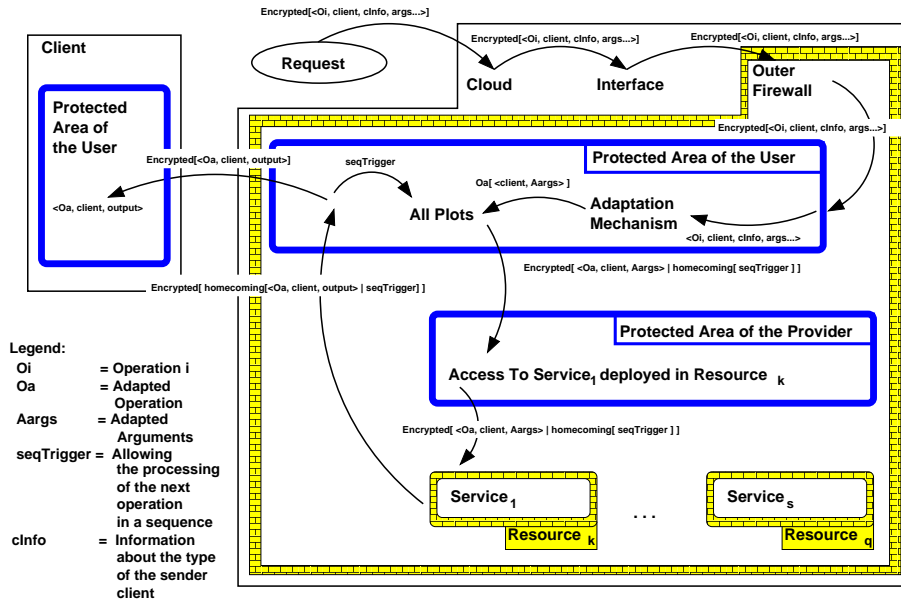 Encrypted[<Oi, client, cInfo, args...>]
Encrypted[<Oi, client, cInfo, args...>]
Encrypted[<Oi, client, cInfo, args...>]
Client
Request
Cloud
Interface
Outer
Firewall
Protected
Area of
the User
<Oa, client, output>
Encrypted[<Oi, client, cInfo, args...>]
Encrypted[<Oa, client, output>]
seqTrigger
Protected Area of the User
Oa[ <client, Aargs> ]
All Plots
Adaptation
Mechanism
<Oi, client, cInfo, args...>
Encrypted[ <Oa, client, Aargs> | homecoming[ seqTrigger ] ]
Encrypted[ homecoming[<Oa, client, output> | seqTrigger] ]
Protected Area of the Provider
Access To Service1 deployed in Resource k
Encrypted[ <Oa, client, Aargs> | homecoming[ seqTrigger ] ]
Service1
Resource k
. . .
Services
Resource q
Legend:
Oi = Operation i
Oa = Adapted
Operation
Aargs = Adapted
Arguments
seqTrigger = Allowing
the processing
of the next
operation
in a sequence
cInfo = Information
about the type
of the sender
client